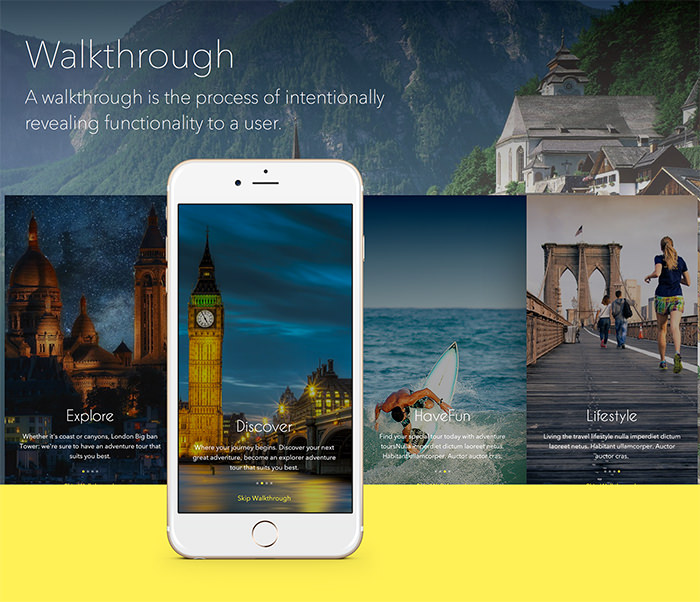 Walkthrough
A walkthrough is the process of intentionally
revealing functionality to a user.
Explore
Whether it's coast or canyons, London Big ban
Tower: we're sure to have an adventure tour that
suits you best.
Discover
Where your journey begins. Discover your next
great adventure, become an explorer adventure
tour that suits you best.
Skip Walkthrough
HaveFun
Find your special tour today with adventure
toursNulla imperdiet dictum laoreet netus.
Habitant ullamcorper. Auctor auctor cras.
Lifestyle
Living the travel lifestyle nulla imperdiet dictum
laoreet netus. Habitant ullamcorper. Auctor
auctor cras.